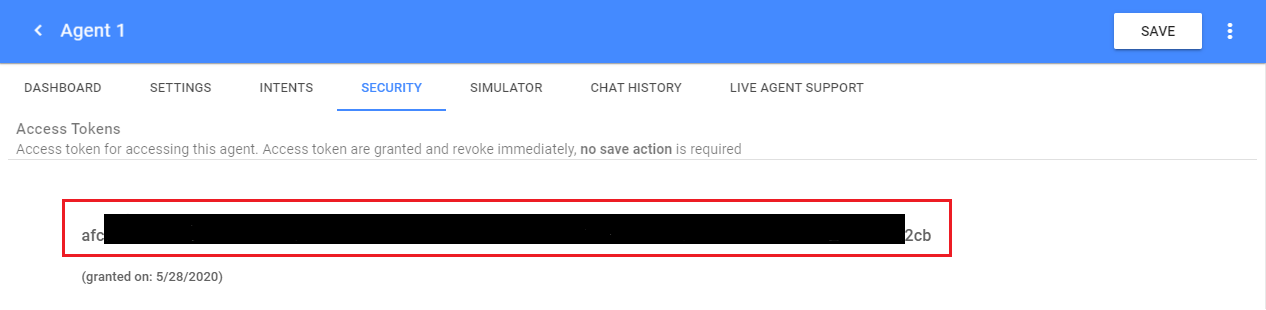 Agent 1
SAVE
DASHBOARD SETTINGS INTENTS SECURITY SIMULATOR CHAT HISTORY LIVE AGENT SUPPORT
Access Tokens
Access token for accessing this agent. Access token are granted and revoke immediately, no save action is required
afc 2cb
(granted on: 5/28/2020)